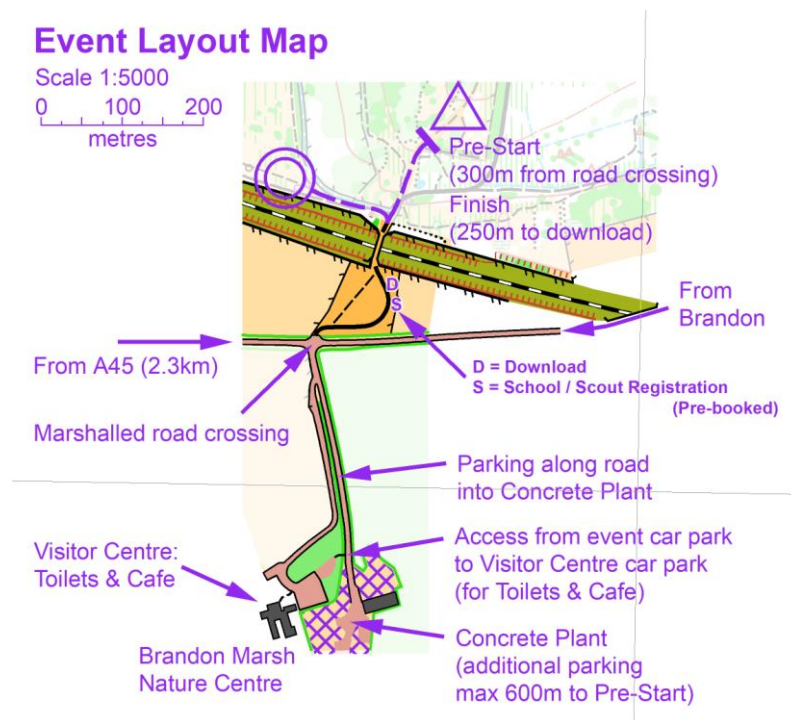 Event Layout Map
Scale 1:5000
0 100 200
metres
Pre-Start
(300m from road crossing)
Finish
(250m to download)
D
S
From
Brandon
From A45 (2.3km)
D = Download
S = School / Scout Registration
(Pre-booked)
Marshalled road crossing
Parking along road
into Concrete Plant
Visitor Centre:
Toilets & Cafe
Access from event car park
to Visitor Centre car park
(for Toilets & Cafe)
Brandon Marsh
Nature Centre
Concrete Plant
(additional parking
max 600m to Pre-Start)